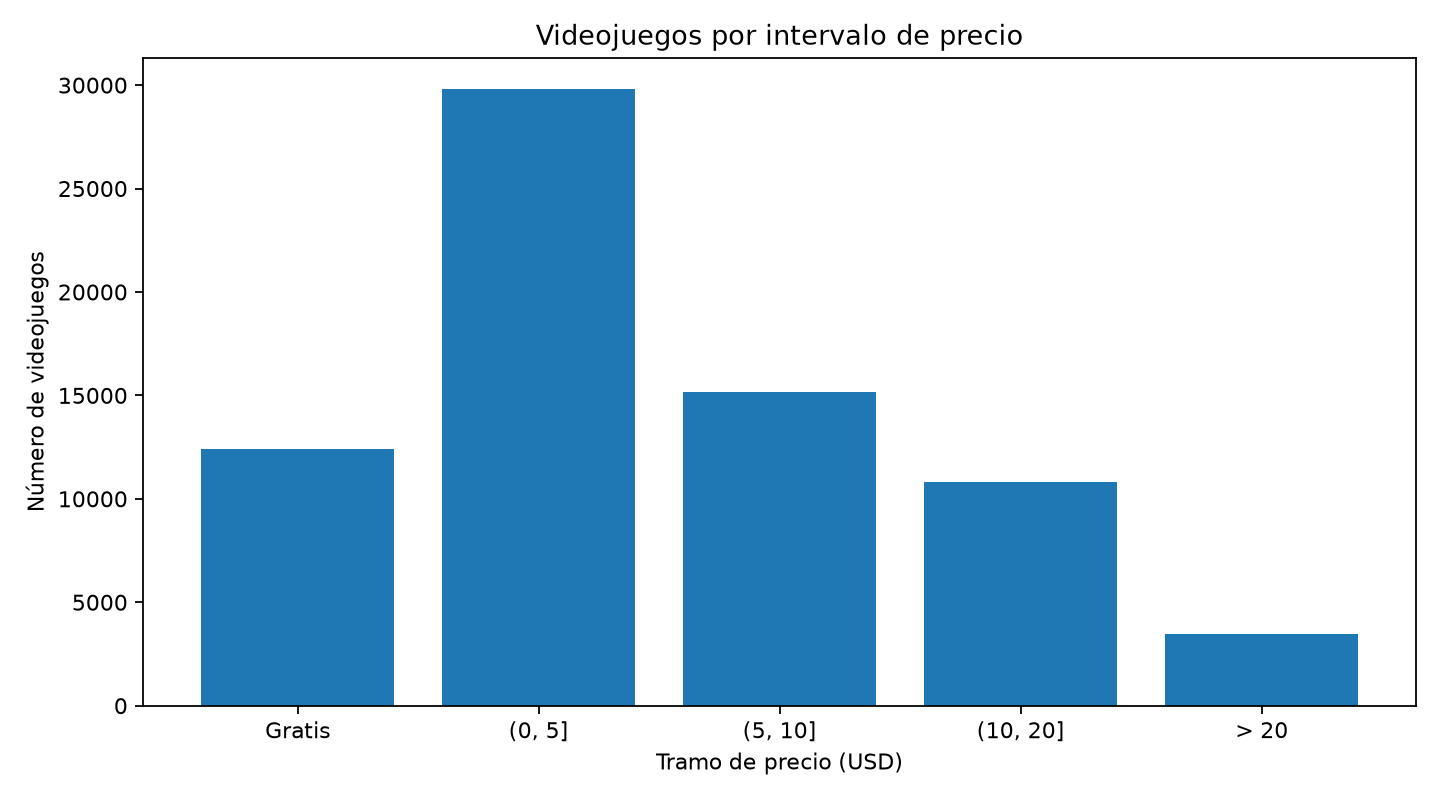 Videojuegos por intervalo de precio
Número de videojuegos
30000
25000
20000
15000
10000
5000
0
Gratis
(0, 5]
(5, 10]
(10, 20]
> 20
Tramo de precio (USD)